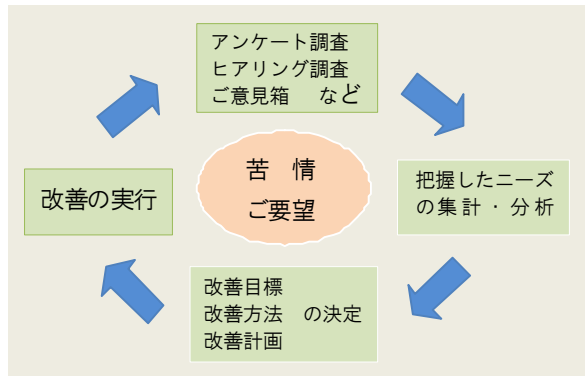 アンケート調査
ヒアリング調査
ご意見箱　など
苦　情
ご要望
把握したニーズ
の集計・分析
改善目標
改善方法　の決定
改善計画
改善の実行